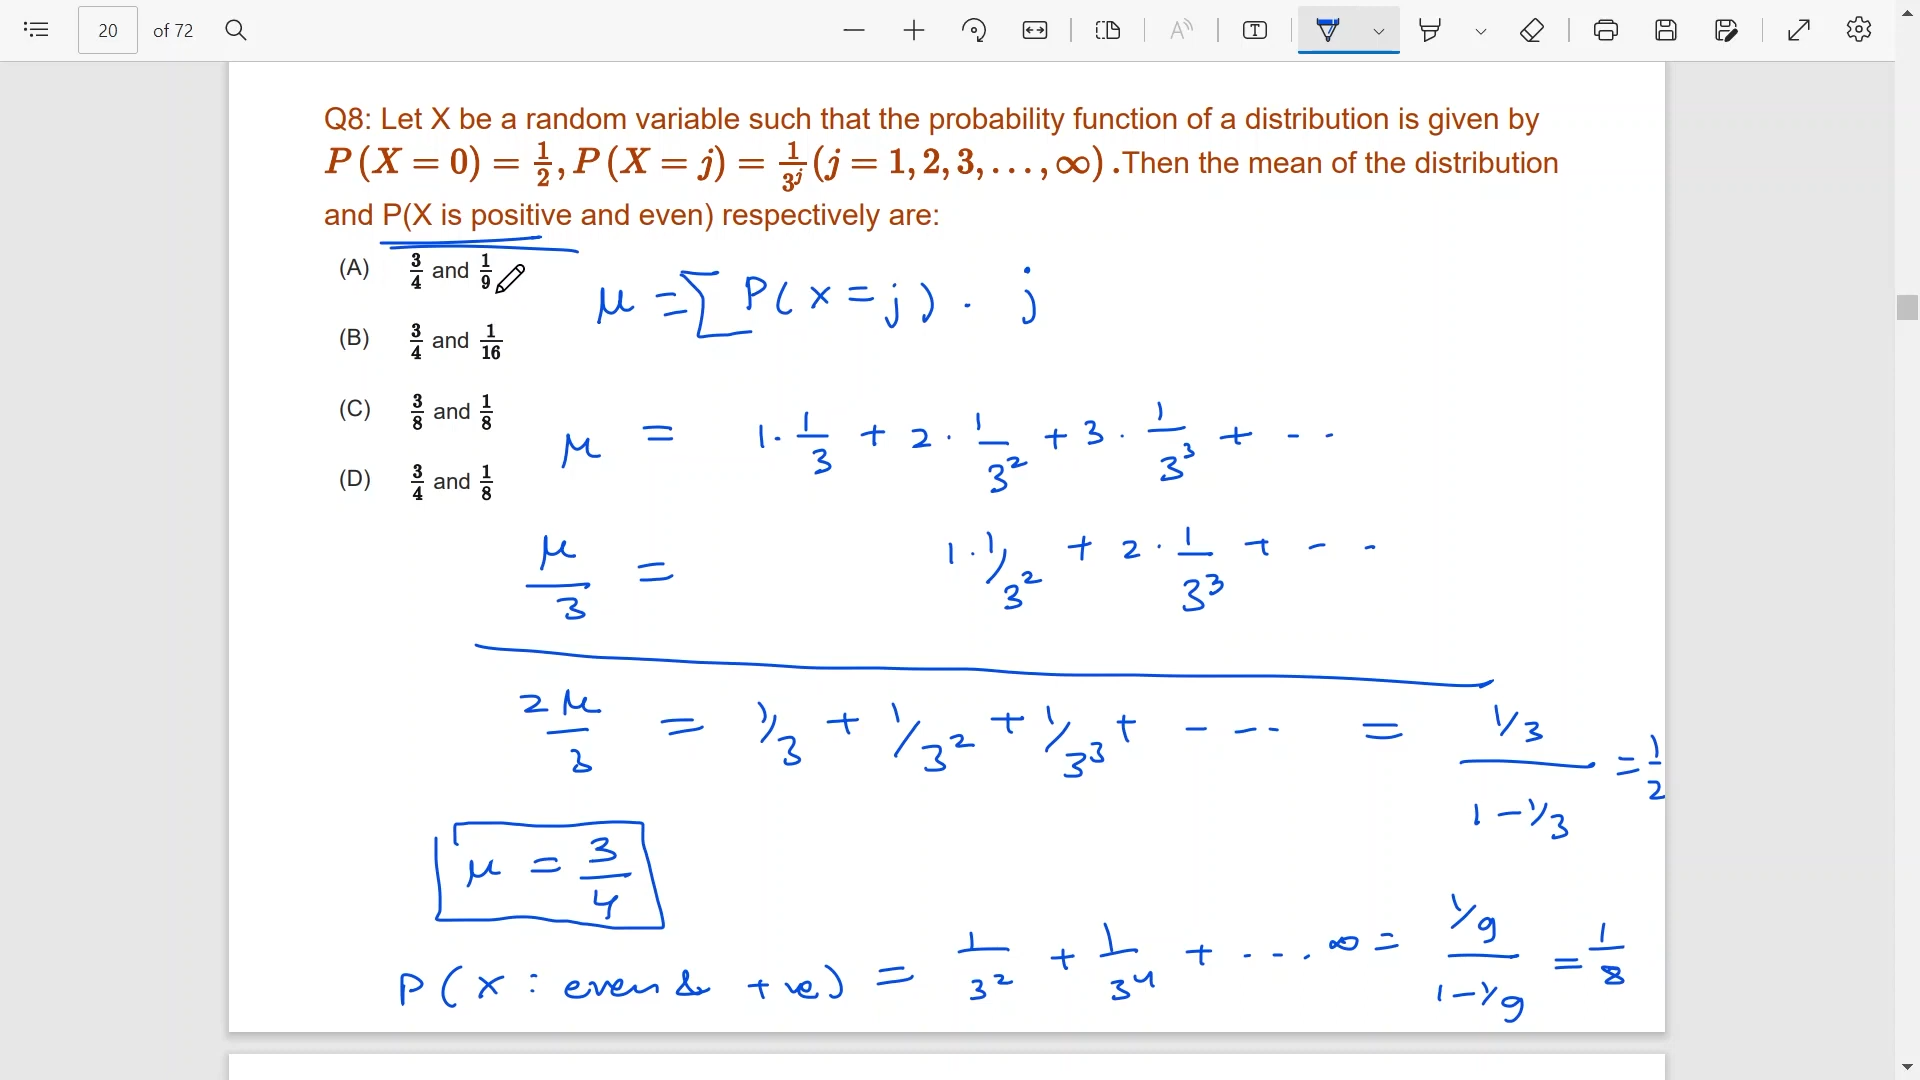 20 of 72
Q8: Let X be a random variable such that the probability function of a distribution is given by
P(X = 0) = 1/2, P(X = j) = 1/3^j (j = 1, 2, 3, ..., ∞) .Then the mean of the distribution
and P(X is positive and even) respectively are:
(A) 3/4 and 1/9
(B) 3/4 and 1/16
(C) 3/8 and 1/8
(D) 3/4 and 1/8
μ = Σ P(x = j) · j
μ = 1 · 1/3 + 2 · 1/3² + 3 · 1/3³ + - -
μ/3 = 1 · 1/3² + 2 · 1/3³ + - -
2μ/3 = 1/3 + 1/3² + 1/3³ + - - - = (1/3)/(1 - 1/3) = 1/2
μ = 3/4
P(x : even & +ve) = 1/3² + 1/3⁴ + .... ∞ = (1/9)/(1 - 1/9) = 1/8